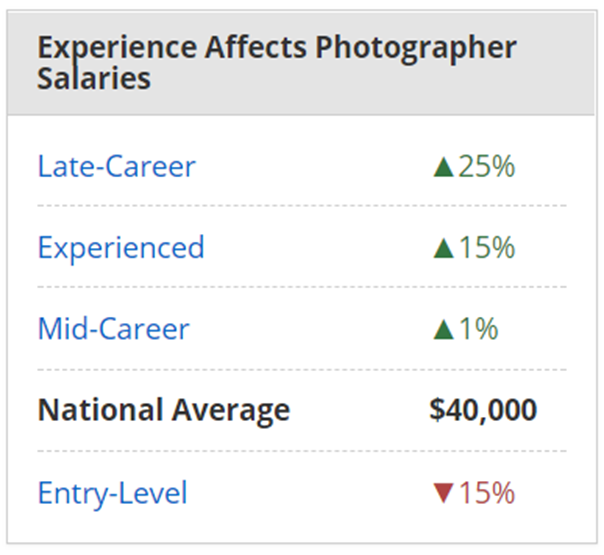 Experience Affects Photographer
Salaries
Late-Career ▲25%
Experienced ▲15%
Mid-Career ▲1%
National Average $40,000
Entry-Level ▼15%